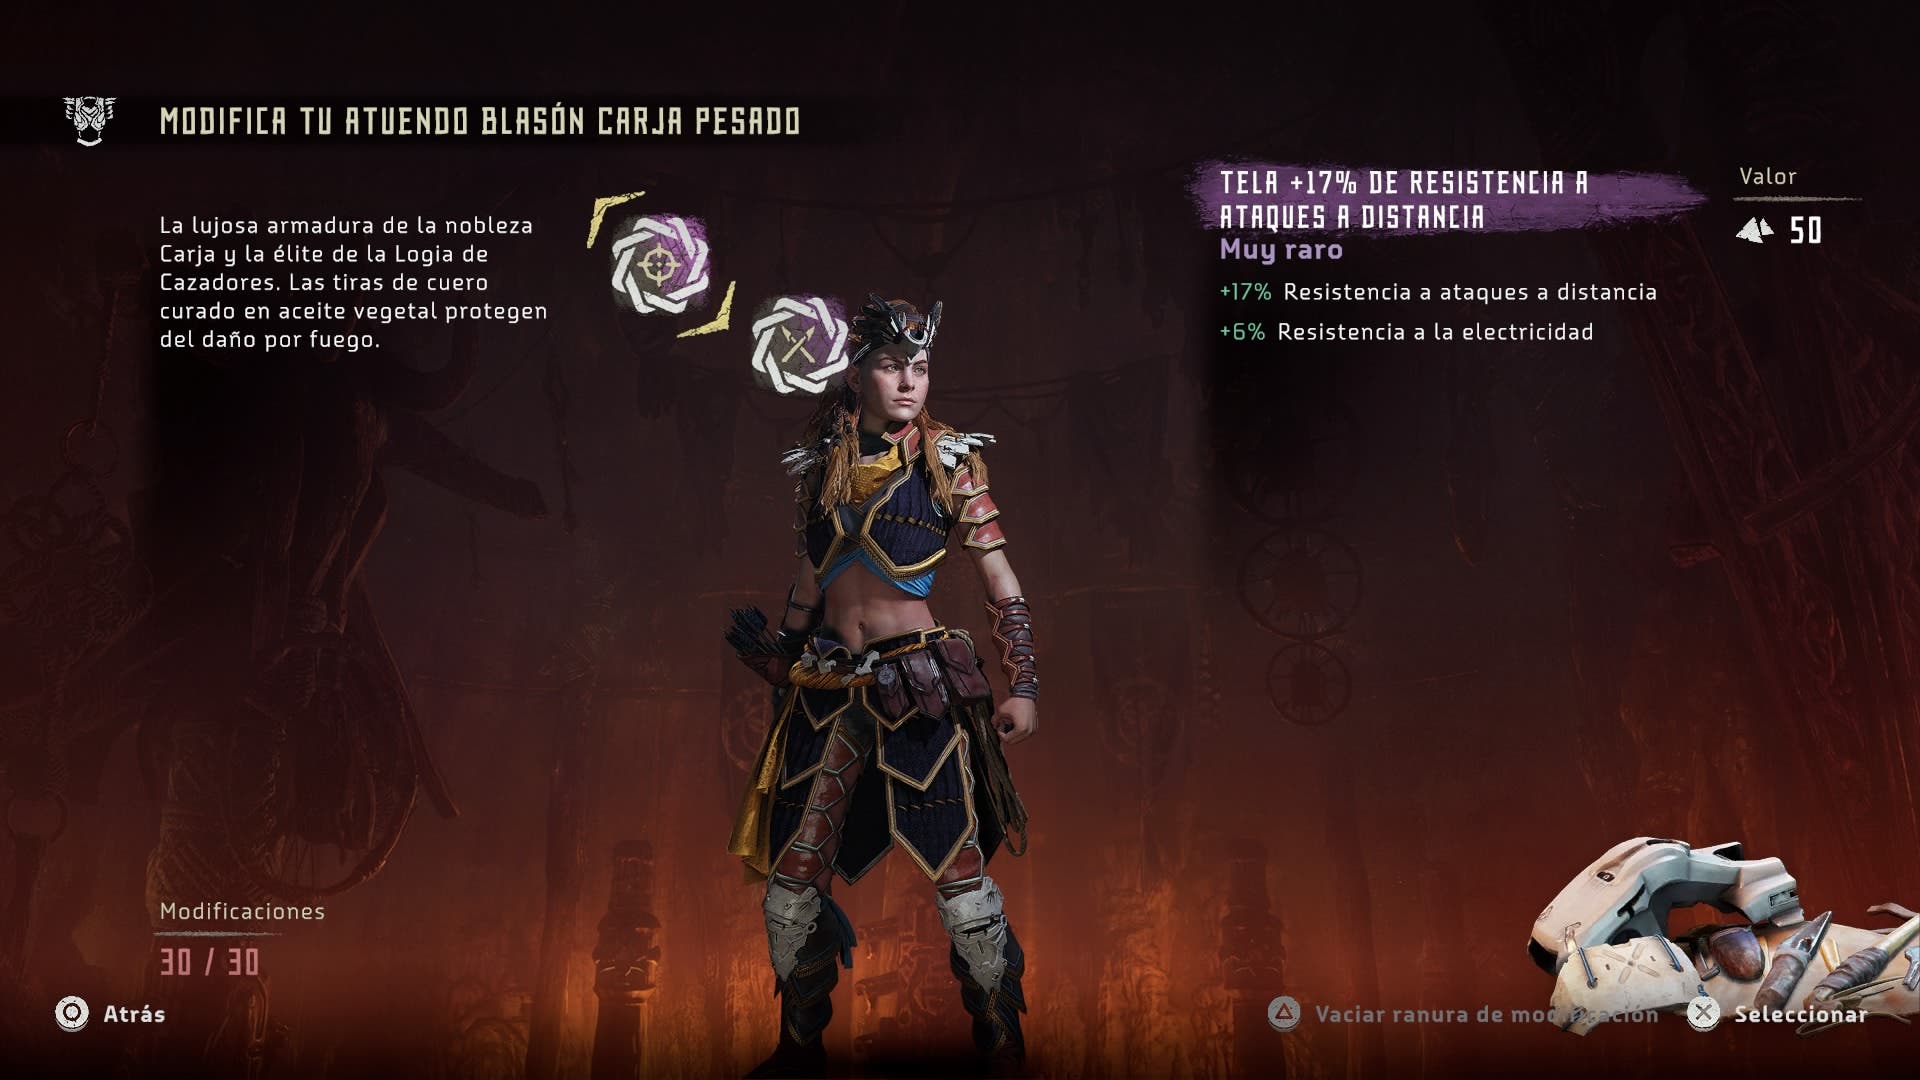 MODIFICA TU ATUENDO BLASÓN CARJA PESADO
La lujosa armadura de la nobleza
Carja y la élite de la Logia de
Cazadores. Las tiras de cuero
curado en aceite vegetal protegen
del daño por fuego.
TELA +17% DE RESISTENCIA A
ATAQUES A DISTANCIA
Muy raro
+17% Resistencia a ataques a distancia
+6% Resistencia a la electricidad
Valor
50
Modificaciones
30 / 30
Atrás
Vaciar ranura de modificación
Seleccionar